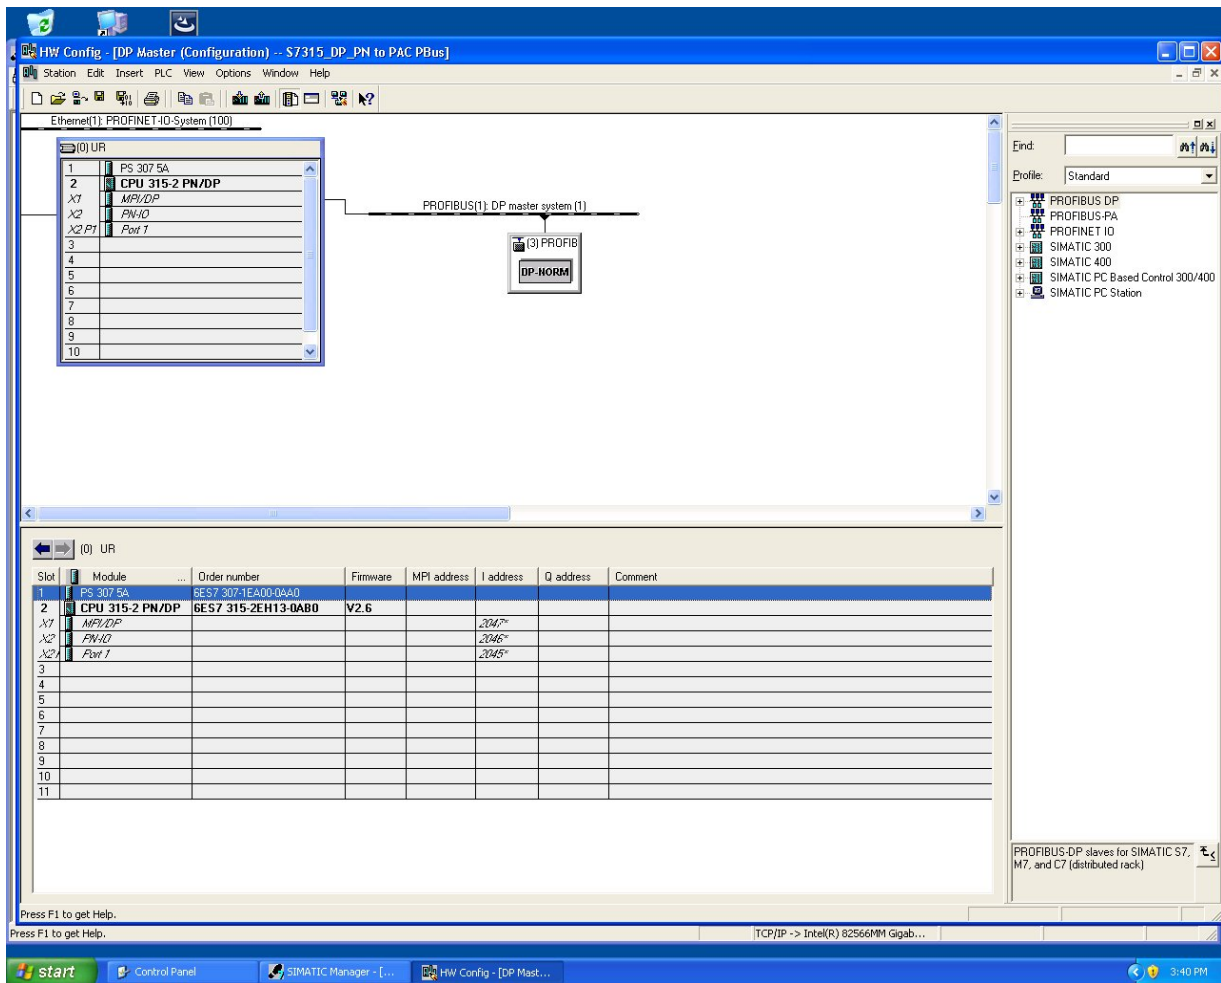 HW Config - [DP Master (Configuration) -- S7315_DP_PN to PAC PBus]
Station Edit Insert PLC View Options Window Help
Ethernet(1): PROFINET-IO-System (100)
(0) UR
1 PS 307 5A
2 CPU 315-2 PN/DP
X1 MPI/DP
X2 PN-IO
X2 P1 Port 1
3
4
5
6
7
8
9
10
PROFIBUS(1): DP master system (1)
(3) PROFIB
DP-NORM
Find:
Profile: Standard
PROFIBUS DP
PROFIBUS-PA
PROFINET IO
SIMATIC 300
SIMATIC 400
SIMATIC PC Based Control 300/400
SIMATIC PC Station
(0) UR
Slot Module ... Order number Firmware MPI address I address Q address Comment
1 PS 307 5A 6ES7 307-1EA00-0AA0
2 CPU 315-2 PN/DP 6ES7 315-2EH13-0AB0 V2.6
X1 MPI/DP 2047*
X2 PN-IO 2046*
X2 Port 1 2045*
3
4
5
6
7
8
9
10
11
PROFIBUS-DP slaves for SIMATIC S7,
M7, and C7 (distributed rack)
Press F1 to get Help.
Press F1 to get Help.
TCP/IP -> Intel(R) 82566MM Gigab...
start
Control Panel
SIMATIC Manager - [...
HW Config - [DP Mast...
3:40 PM